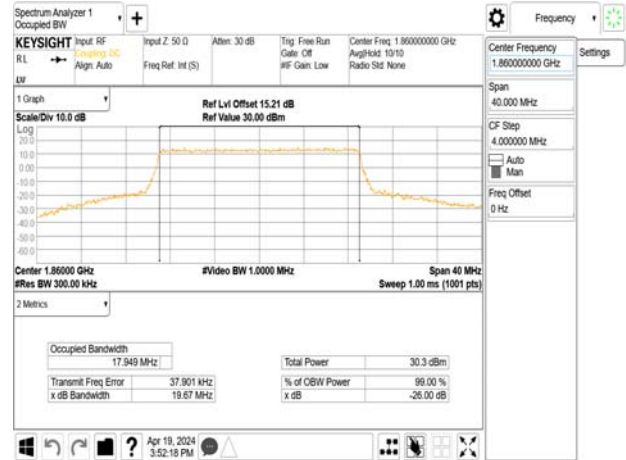 Spectrum Analyzer 1
Occupied BW
+
Frequency
KEYSIGHT
RL
Input: RF
Coupling: DC
Align: Auto
Input Z: 50 Ω
Freq Ref: Int (S)
Atten: 30 dB
Trig: Free Run
Gate: Off
#IF Gain: Low
Center Freq: 1.860000000 GHz
Avg|Hold: 10/10
Radio Std: None
Center Frequency
1.860000000 GHz
Settings
Span
40.000 MHz
CF Step
4.000000 MHz
Auto
Man
Freq Offset
0 Hz
1 Graph
Scale/Div 10.0 dB
Ref Lvl Offset 15.21 dB
Ref Value 30.00 dBm
Log
20.0
10.0
0.00
-10.0
-20.0
-30.0
-40.0
-50.0
-60.0
Center 1.86000 GHz
#Video BW 1.0000 MHz
Span 40 MHz
#Res BW 300.00 kHz
Sweep 1.00 ms (1001 pts)
2 Metrics
Occupied Bandwidth
17.949 MHz
Total Power 30.3 dBm
Transmit Freq Error 37.901 kHz
% of OBW Power 99.00 %
x dB Bandwidth 19.67 MHz
x dB -26.00 dB
?
Apr 19, 2024
3:52:18 PM